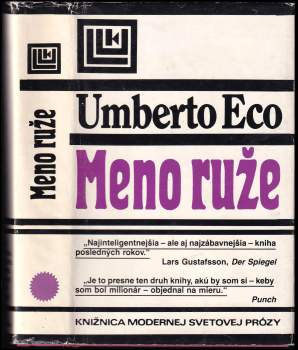 Umberto Eco
Meno ruže
„Najinteligentnejšia – ale aj najzábavnejšia – kniha
posledných rokov.“
Lars Gustafsson, Der Spiegel
„Je to presne ten druh knihy, akú by som si – keby
som bol milionár – objednal na mieru.“
Punch
KNIŽNICA MODERNEJ SVETOVEJ PRÓZY
Meno ruže